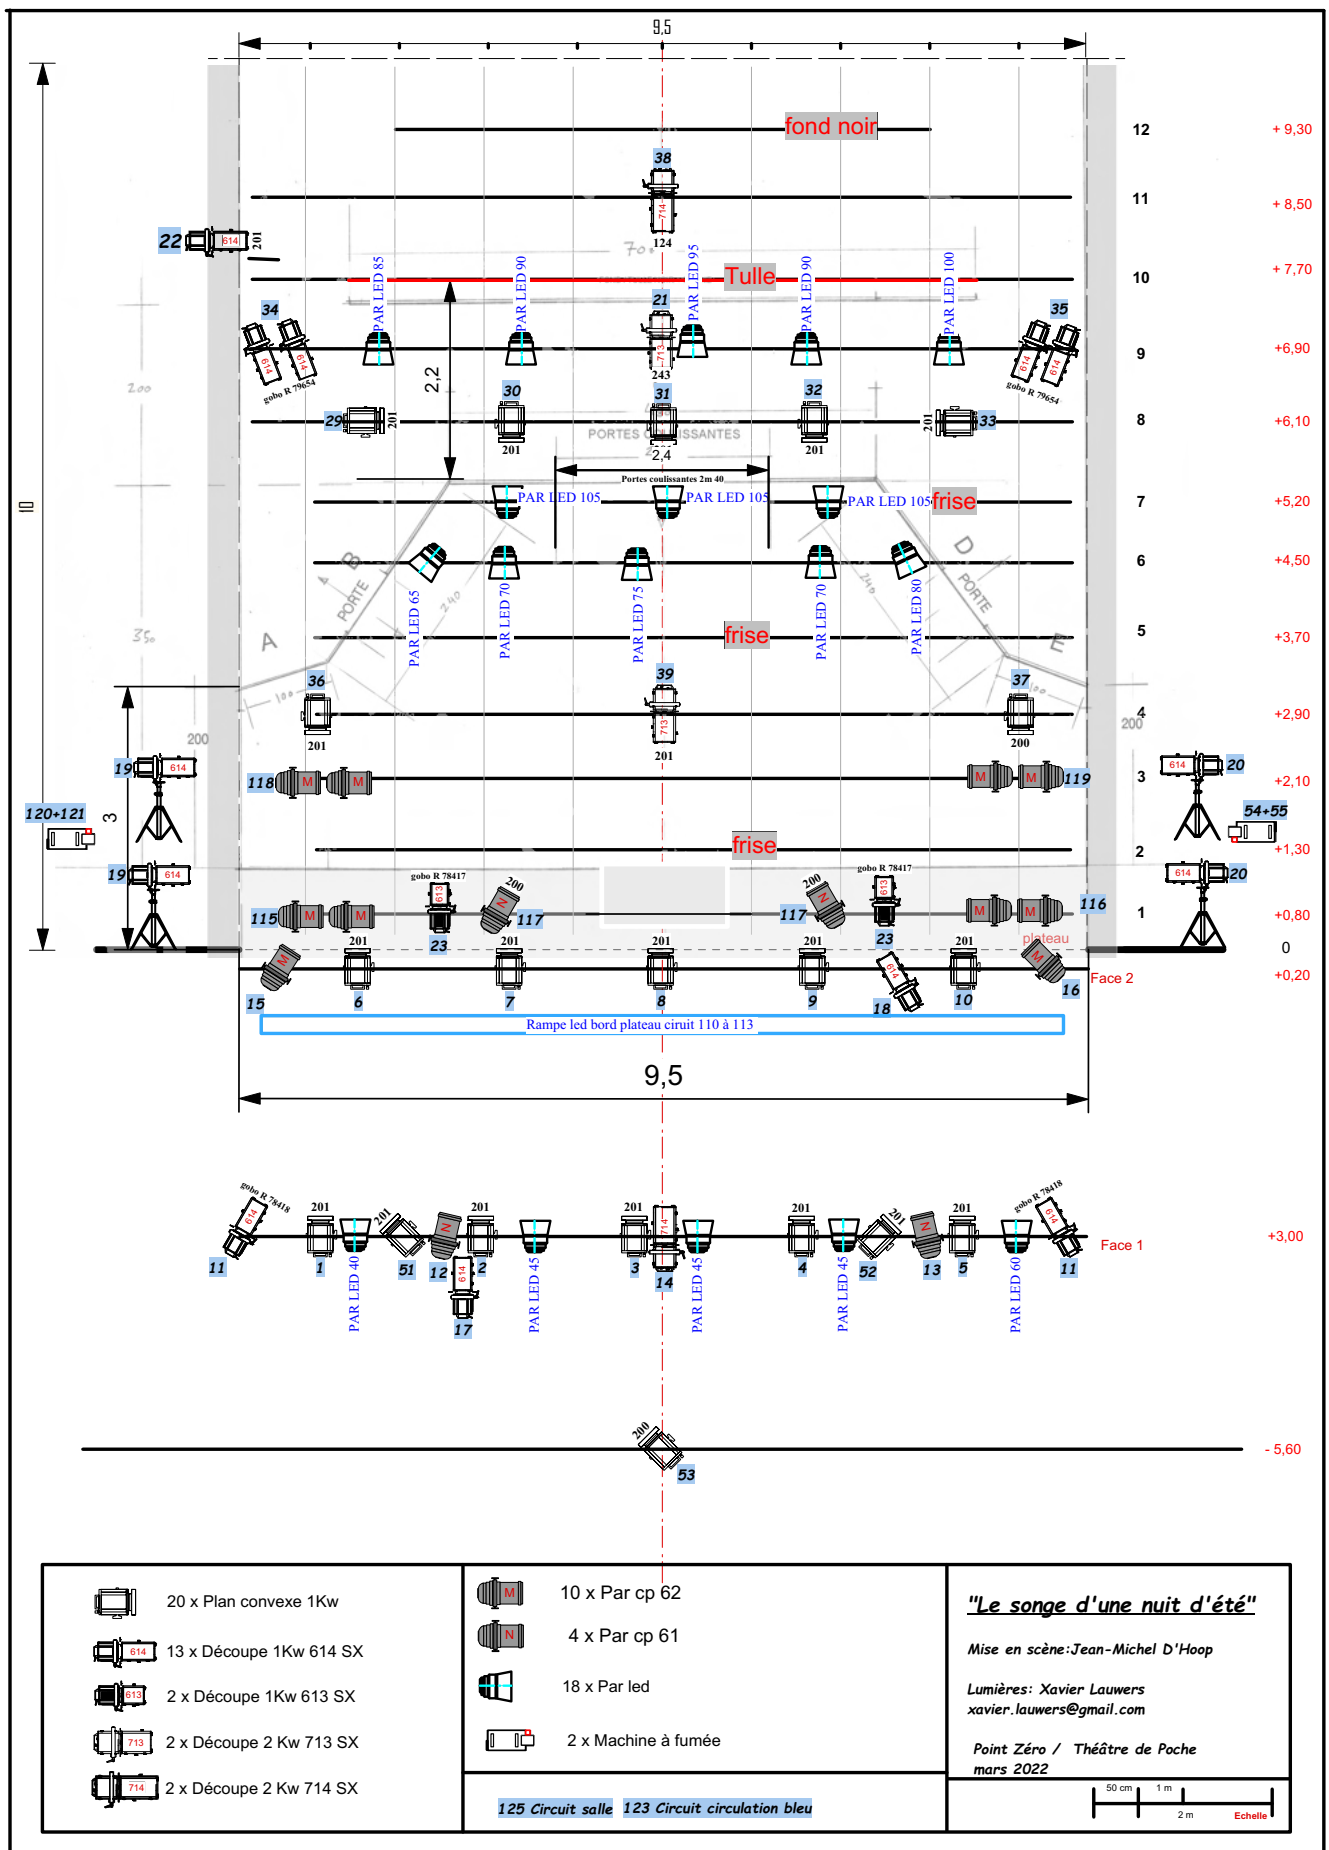 9,5
fond noir
12
+ 9,30
38
11
+ 8,50
714
124
22
614
201
700
PAR LED 85
PAR LED 90
PAR LED 95
Tulle
PAR LED 90
PAR LED 100
10
+ 7,70
34
21
35
614
614
713
614
614
9
+6,90
gobo R 79654
243
gobo R 79654
200
2,2
30
31
32
29
201
201
33
8
+6,10
201
201
PORTES COULISSANTES
2,4
Portes coulissantes 2m 40
10
PAR LED 105
PAR LED 105
PAR LED 105
frise
7
+5,20
B
D
6
+4,50
4
PORTE
PORTE
240
240
PAR LED 65
PAR LED 70
PAR LED 75
PAR LED 70
PAR LED 80
350
A
frise
E
5
+3,70
36
39
37
100
100
713
4
+2,90
200
201
201
200
200
19
614
118
M
M
M
M
119
614
20
3
+2,10
120+121
3
54+55
frise
2
+1,30
19
614
gobo R 78417
200
200
gobo R 78417
614
20
613
613
115
M
M
N
117
117
N
M
M
116
1
+0,80
23
23
201
201
201
201
201
plateau
0
M
614
M
Face 2
+0,20
15
6
7
8
9
18
10
16
Rampe led bord plateau ciruit 110 à 113
9,5
gobo R 78418
gobo R 78418
201
201
201
201
201
201
201
201
614
N
714
N
614
Face 1
+3,00
11
1
51
12
2
3
14
4
52
13
5
11
614
17
PAR LED 40
PAR LED 45
PAR LED 45
PAR LED 45
PAR LED 60
200
53
- 5,60
20 x Plan convexe 1Kw
614
13 x Découpe 1Kw 614 SX
613
2 x Découpe 1Kw 613 SX
713
2 x Découpe 2 Kw 713 SX
714
2 x Découpe 2 Kw 714 SX
M
10 x Par cp 62
N
4 x Par cp 61
18 x Par led
2 x Machine à fumée
125 Circuit salle 123 Circuit circulation bleu
"Le songe d'une nuit d'été"
Mise en scène:Jean-Michel D'Hoop
Lumières: Xavier Lauwers
xavier.lauwers@gmail.com
Point Zéro / Théâtre de Poche
mars 2022
50 cm
1 m
2 m
Echelle